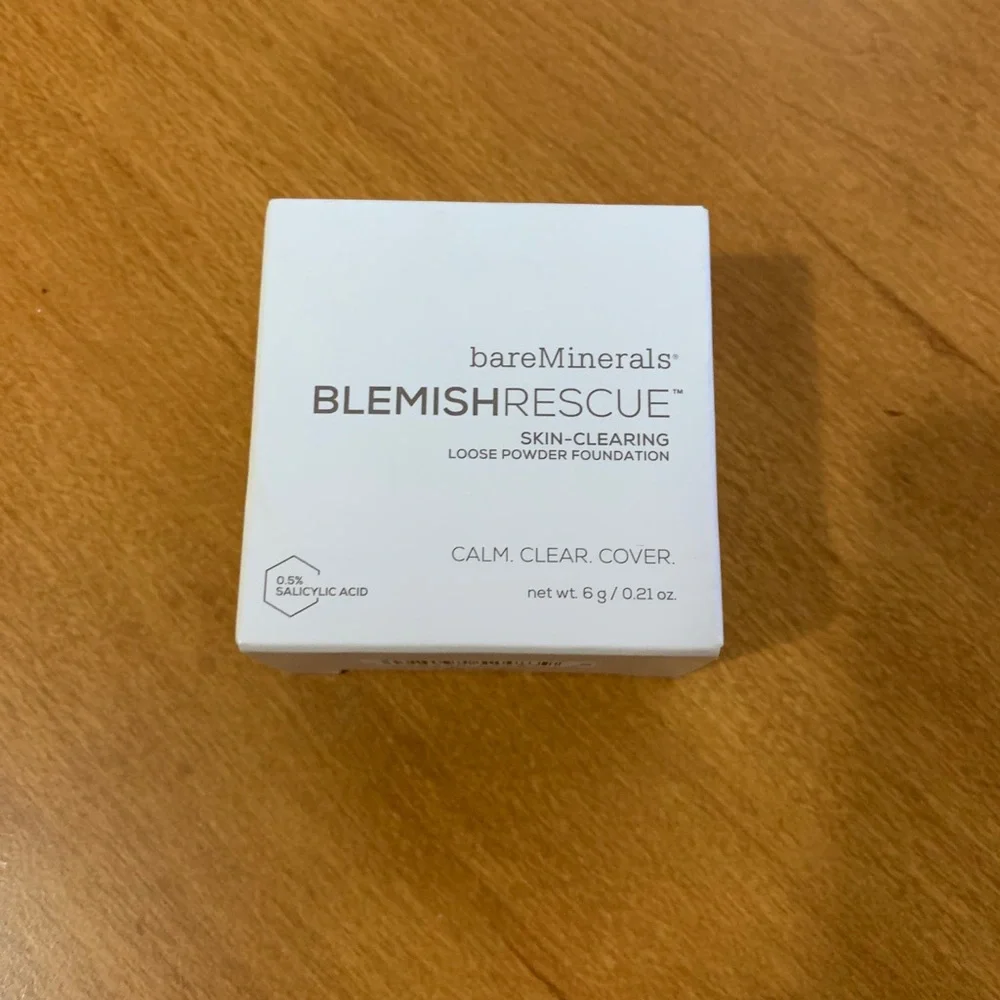 bareMinerals®
BLEMISHRESCUE™
SKIN-CLEARING
LOOSE POWDER FOUNDATION
CALM. CLEAR. COVER.
0.5%
SALICYLIC ACID
net wt. 6 g / 0.21 oz.